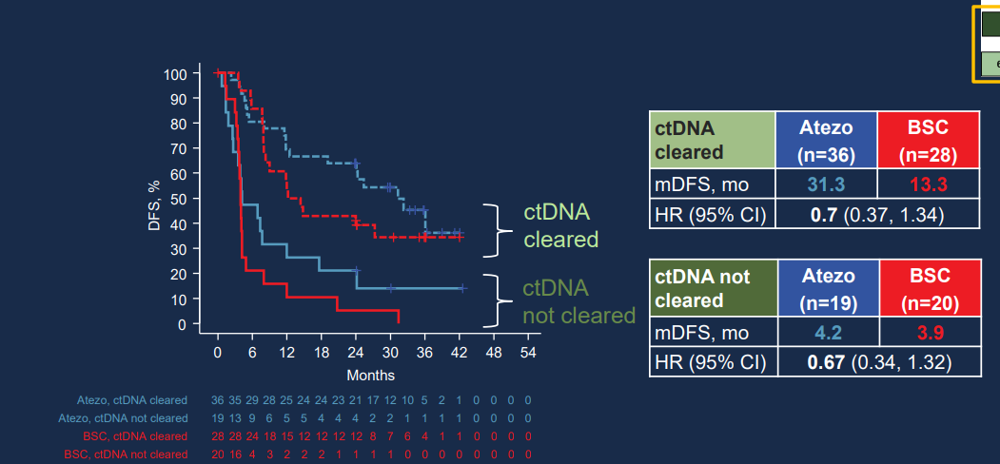 100
90
80
70
60
50
40
30
20
10
0
DFS, %
0 6 12 18 24 30 36 42 48 54
Months
ctDNA
cleared
ctDNA
not cleared
Atezo, ctDNA cleared 36 35 29 28 25 24 24 23 21 17 12 10 5 2 1 0 0 0 0
Atezo, ctDNA not cleared 19 13 9 6 5 5 4 4 4 2 2 1 1 1 1 0 0 0 0
BSC, ctDNA cleared 28 28 24 18 15 12 12 12 12 8 7 6 4 1 1 0 0 0 0
BSC, ctDNA not cleared 20 16 4 3 2 2 2 1 1 1 1 0 0 0 0 0 0 0 0
ctDNA cleared Atezo (n=36) BSC (n=28)
mDFS, mo 31.3 13.3
HR (95% CI) 0.7 (0.37, 1.34)
ctDNA not cleared Atezo (n=19) BSC (n=20)
mDFS, mo 4.2 3.9
HR (95% CI) 0.67 (0.34, 1.32)